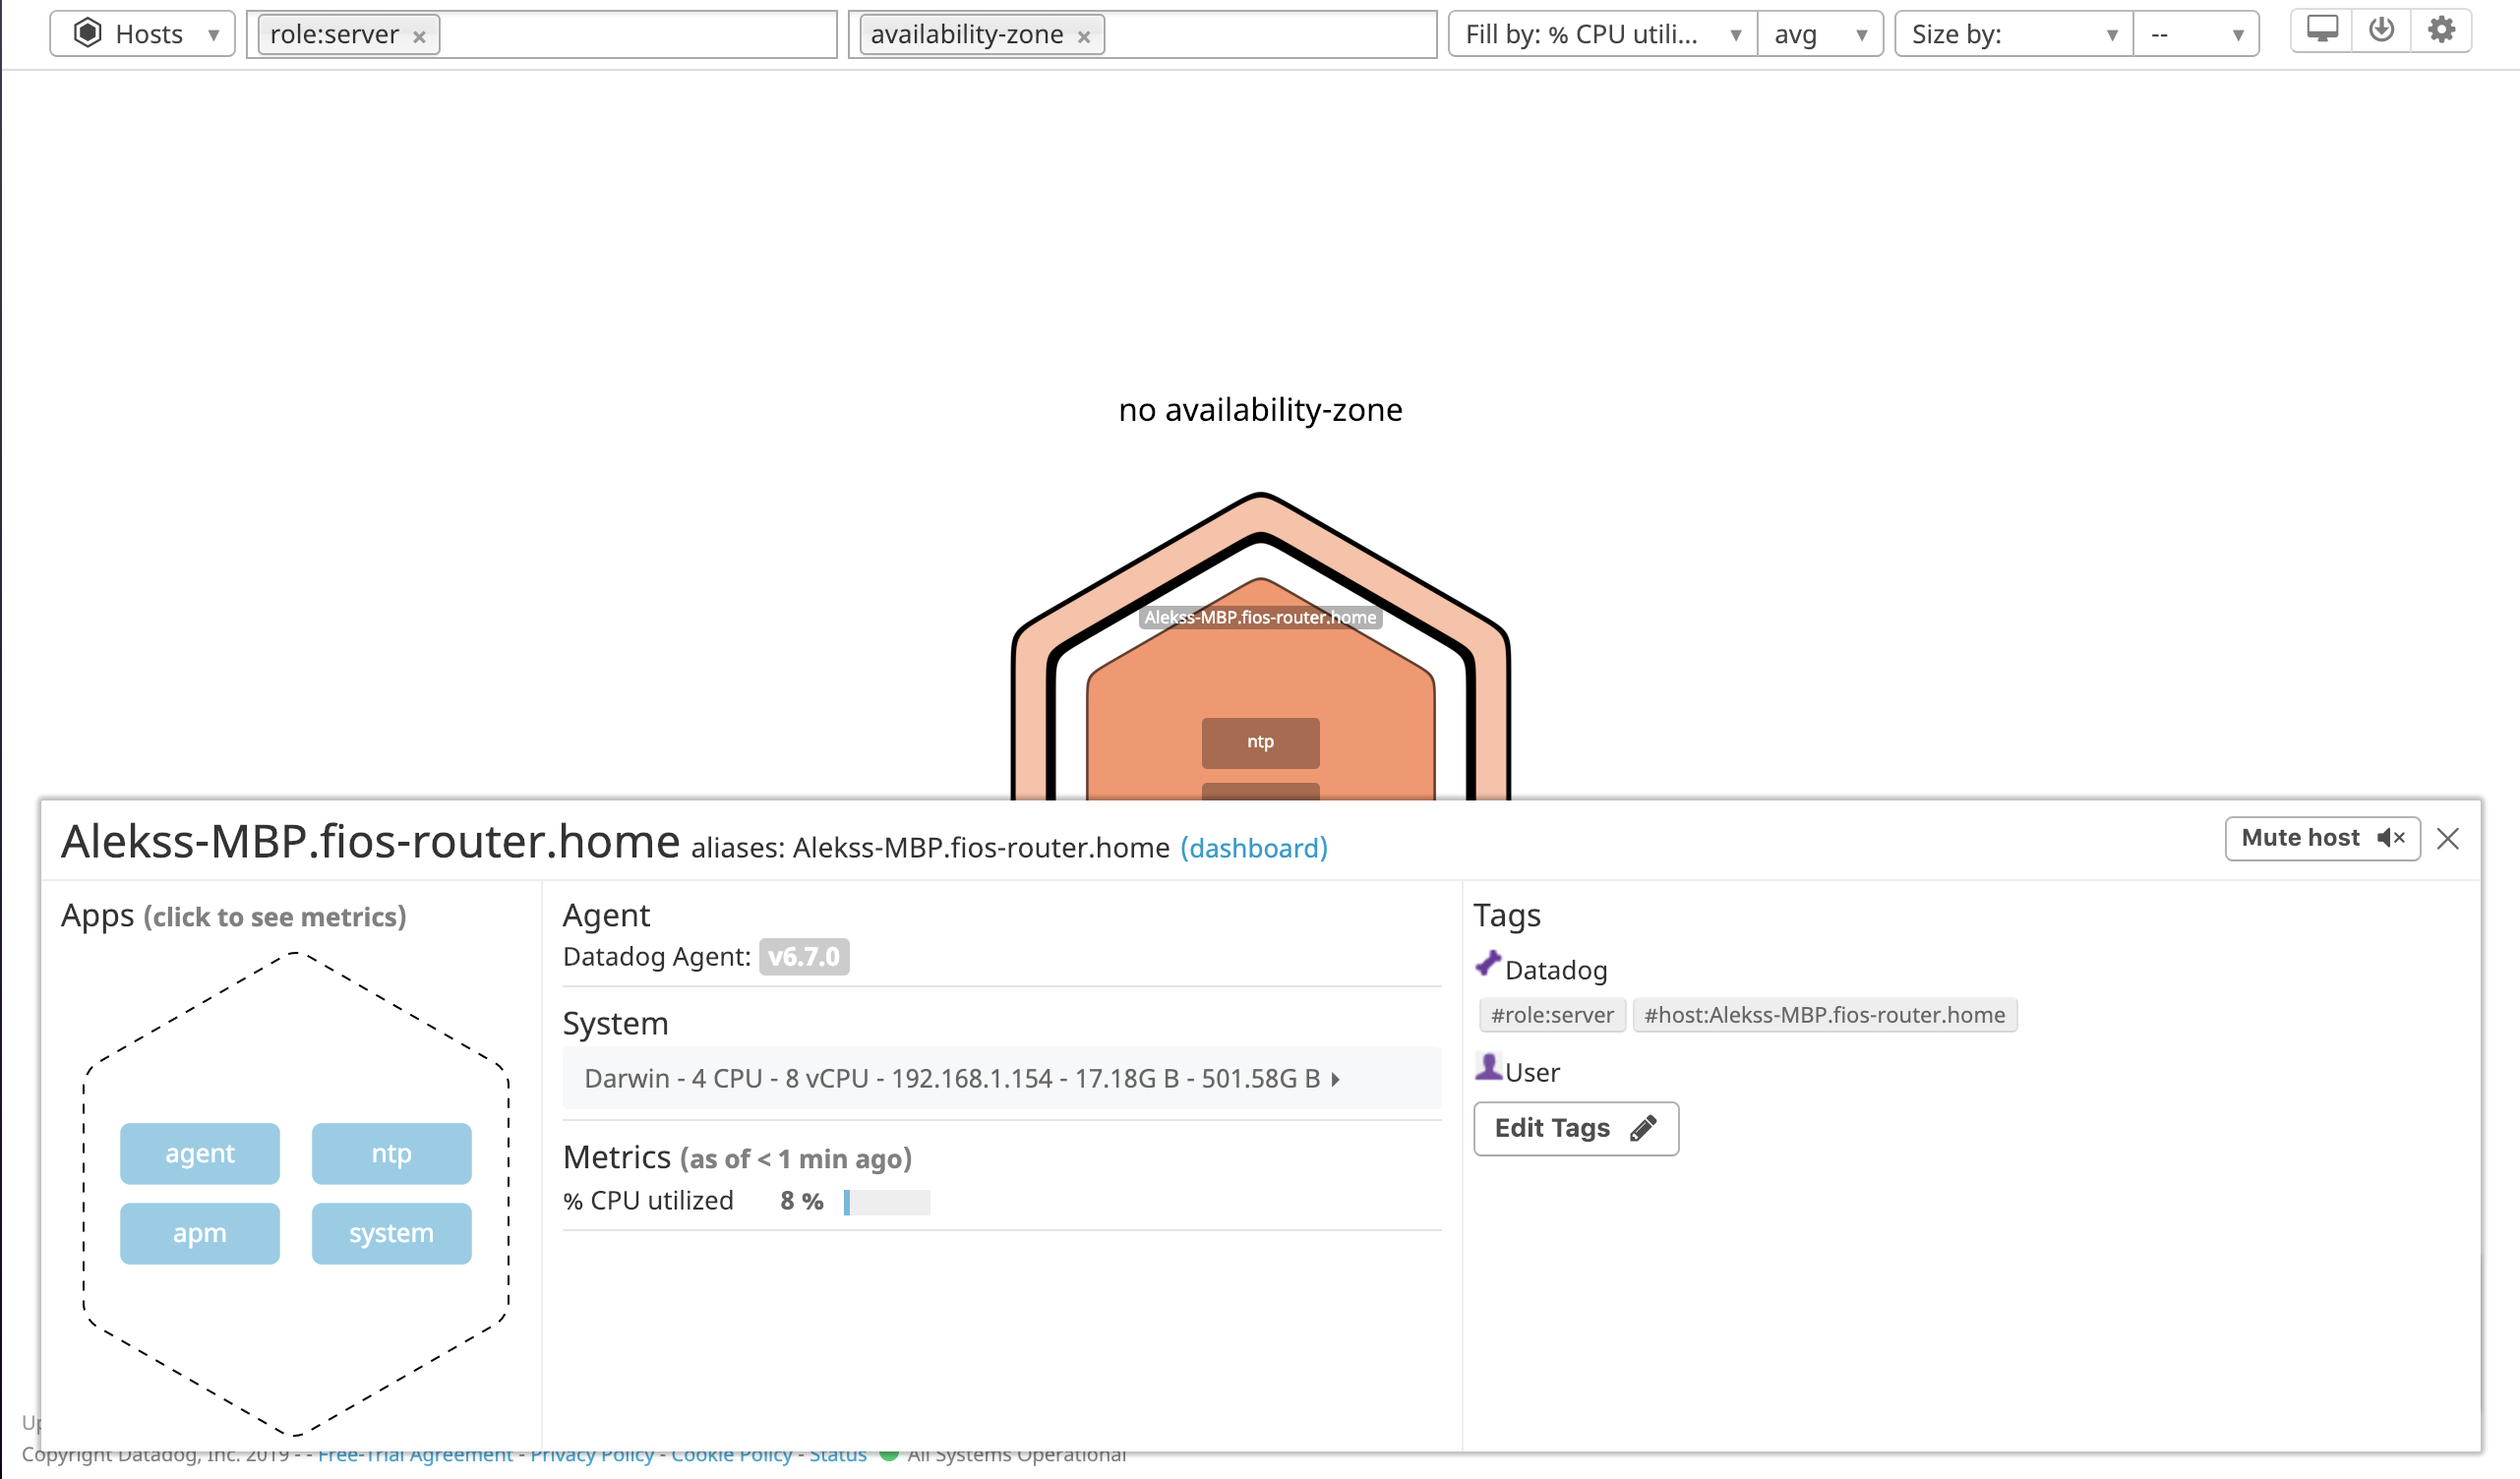 Hosts ▾ role:server × availability-zone × Fill by: % CPU utili... ▾ avg ▾ Size by: ▾ -- ▾
no availability-zone
Alekss-MBP.fios-router.home
ntp
Alekss-MBP.fios-router.home aliases: Alekss-MBP.fios-router.home (dashboard) Mute host
Apps (click to see metrics)
agent ntp
apm system
Agent
Datadog Agent: v6.7.0
System
Darwin - 4 CPU - 8 vCPU - 192.168.1.154 - 17.18G B - 501.58G B
Metrics (as of < 1 min ago)
% CPU utilized 8 %
Tags
Datadog
#role:server #host:Alekss-MBP.fios-router.home
User
Edit Tags
Copyright Datadog, Inc. 2019 - - Free-Trial Agreement - Privacy Policy - Cookie Policy - Status All Systems Operational